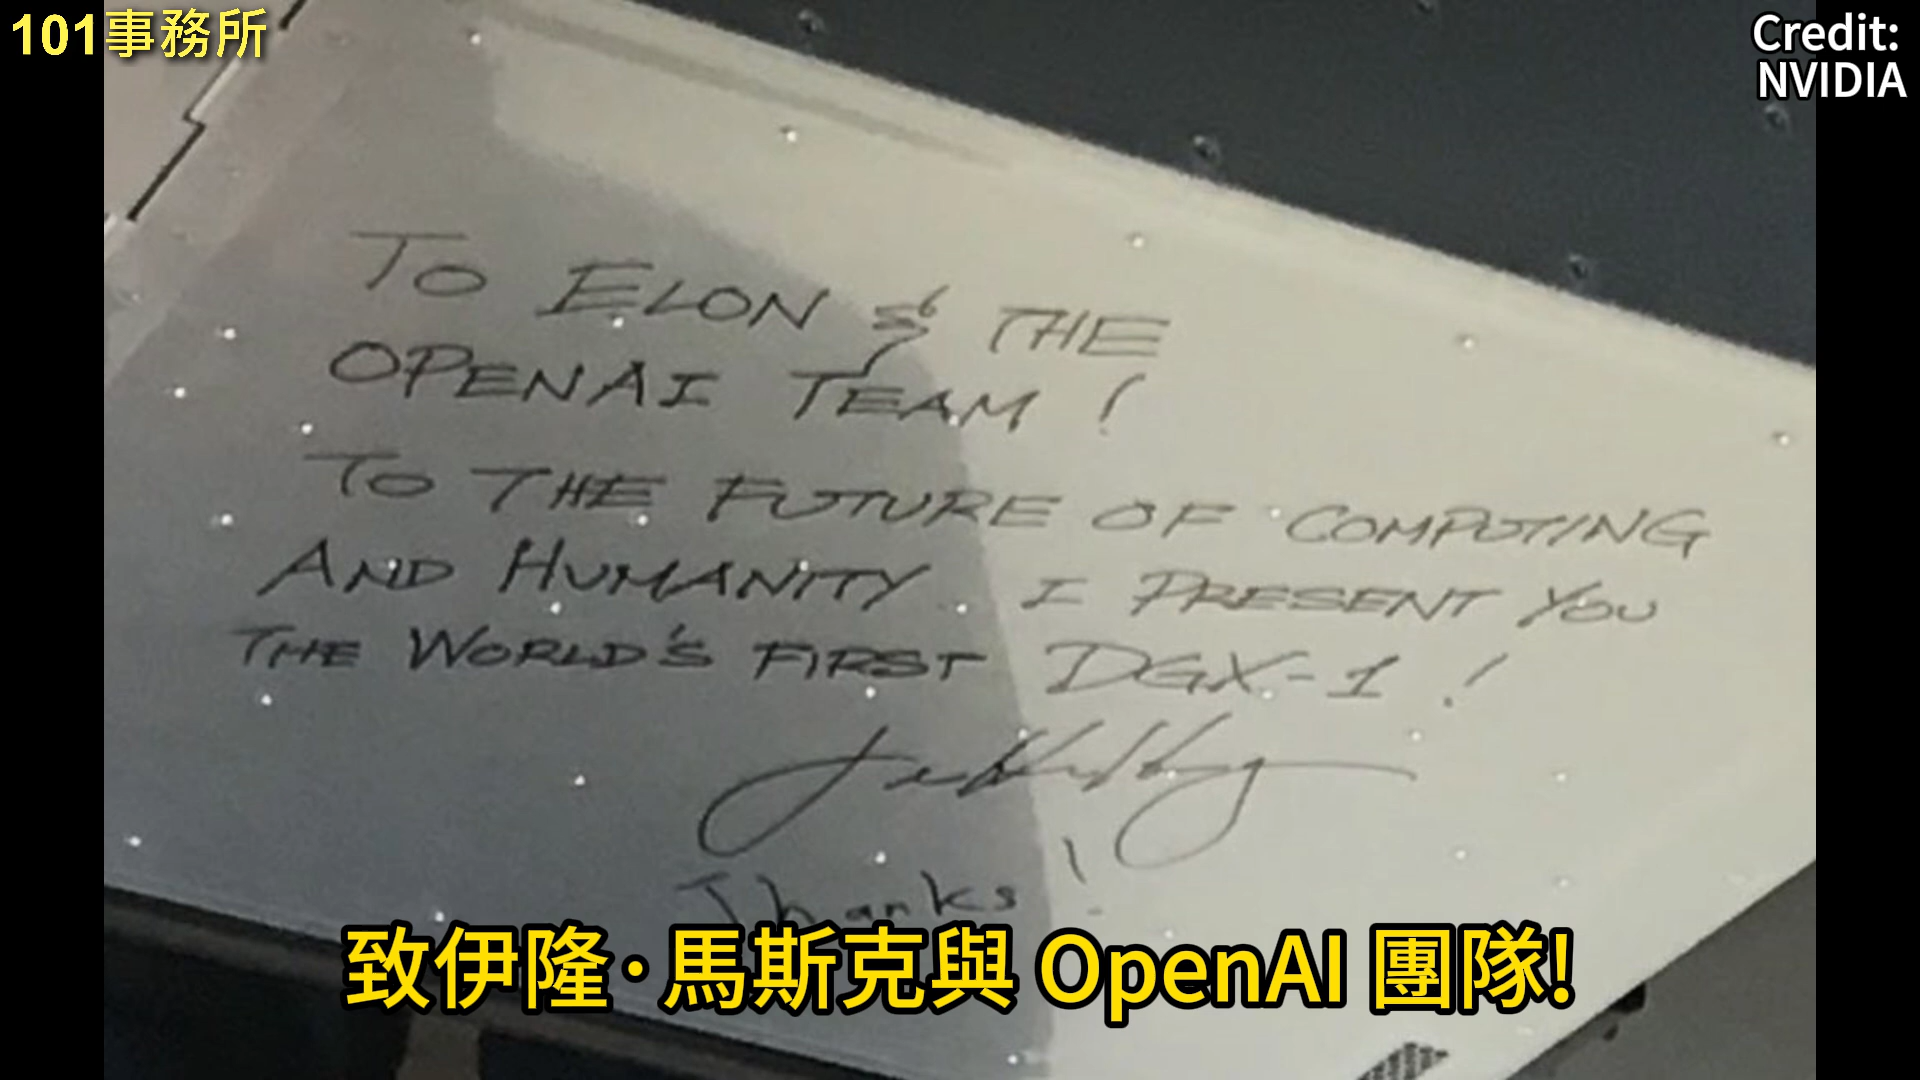 101事務所
Credit:
NVIDIA
TO ELON & THE
OPENAI TEAM!
TO THE FUTURE OF COMPUTING
AND HUMANITY. I PRESENT YOU
THE WORLD'S FIRST DGX-1!
Thanks!
致伊隆·馬斯克與 OpenAI 團隊!